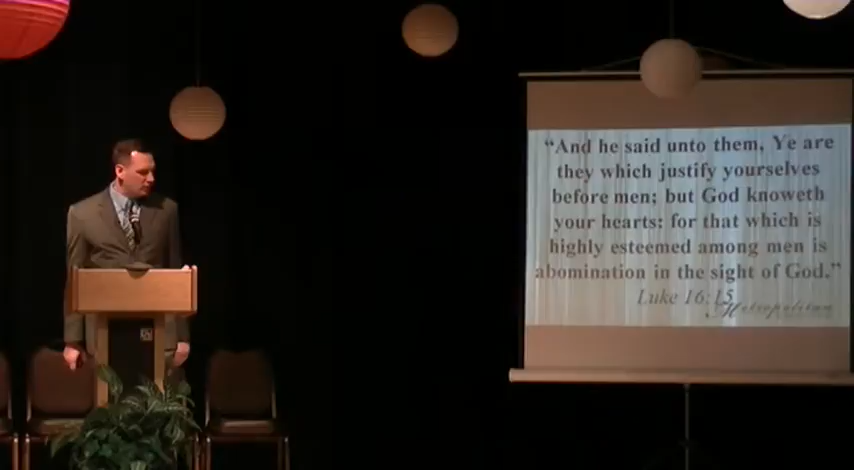 “And he said unto them, Ye are
they which justify yourselves
before men; but God knoweth
your hearts: for that which is
highly esteemed among men is
abomination in the sight of God.”
Luke 16:15
Metropolitan